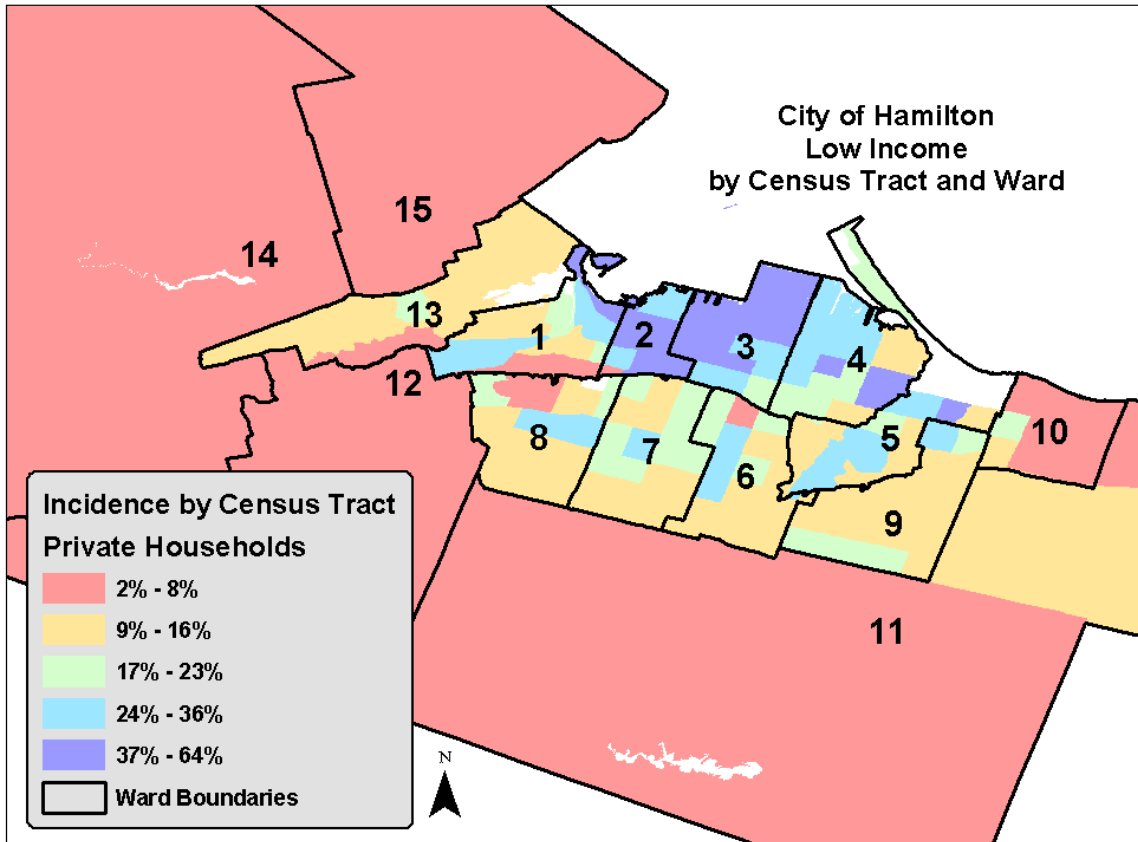 City of Hamilton
Low Income
by Census Tract and Ward
15
14
13
1
2
3
4
12
10
5
8
7
6
9
11
Incidence by Census Tract
Private Households
2% - 8%
9% - 16%
17% - 23%
24% - 36%
37% - 64%
Ward Boundaries
N